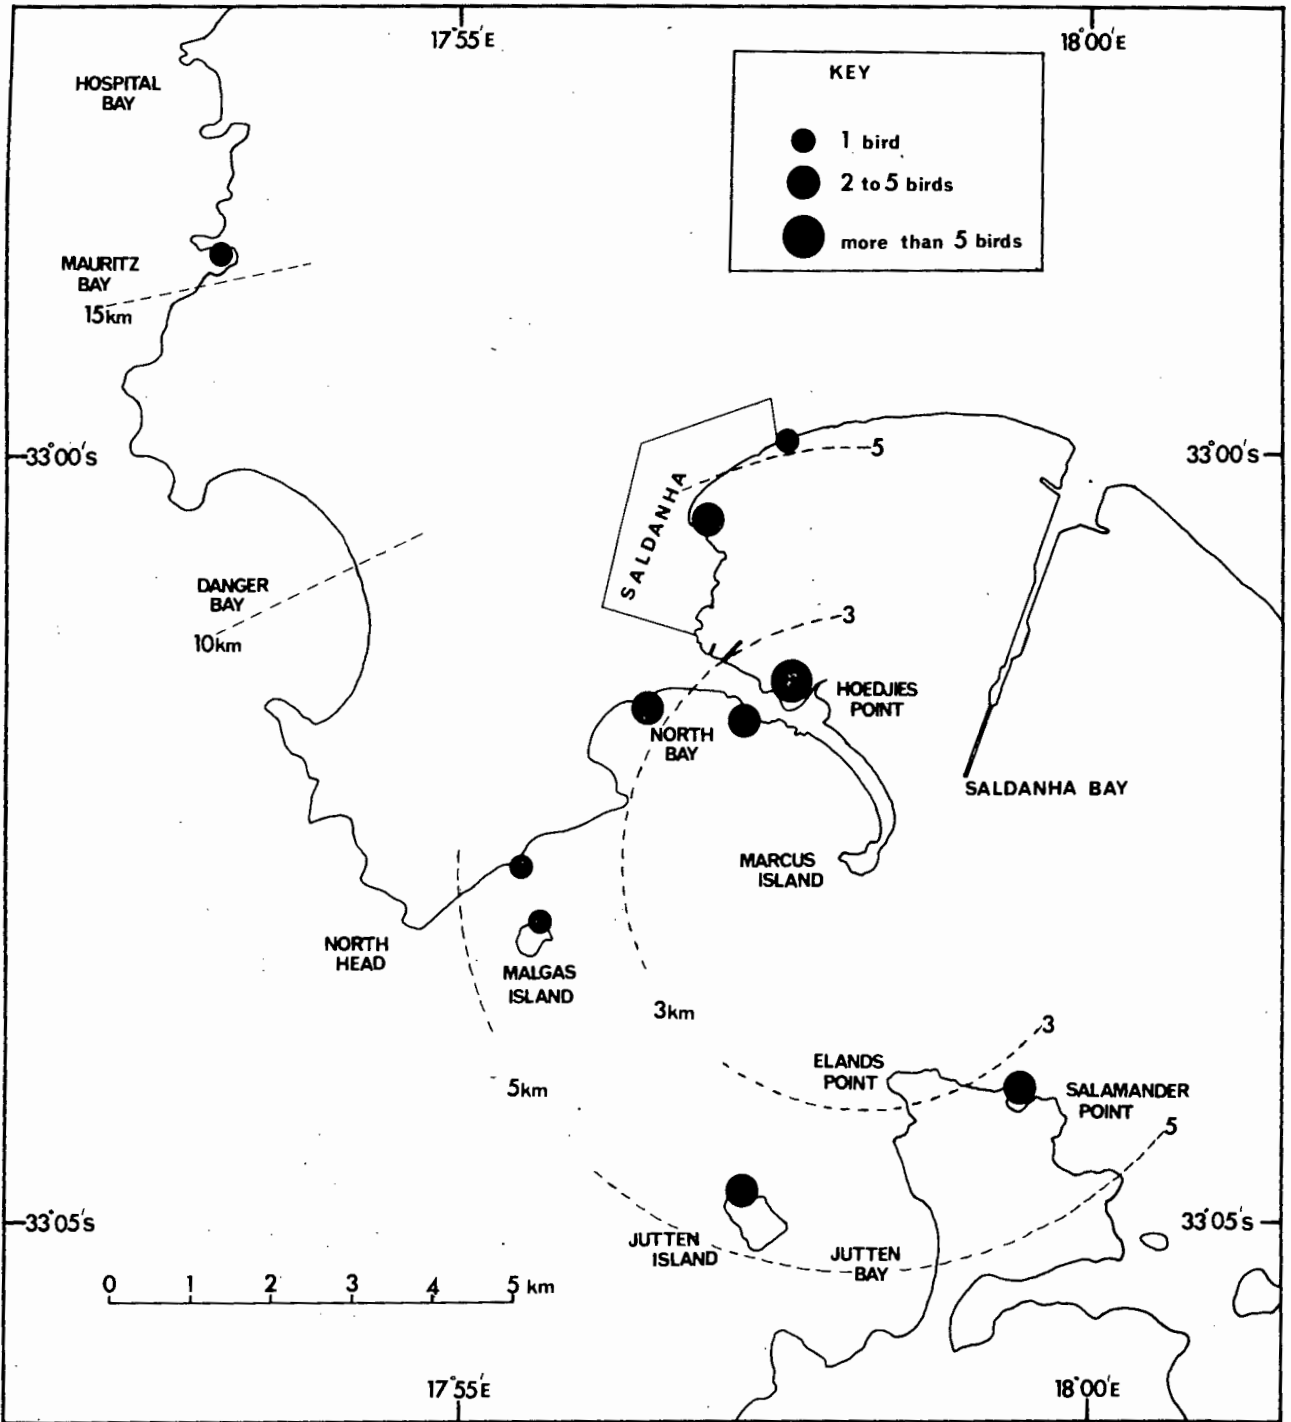 17°55'E
18°00'E
KEY
1 bird
2 to 5 birds
more than 5 birds
HOSPITAL
BAY
MAURITZ
BAY
15km
33°00's
33°00's
5
SALDANHA
DANGER
BAY
10km
3
HOEDJIES
POINT
NORTH
BAY
SALDANHA BAY
MARCUS
ISLAND
NORTH
HEAD
MALGAS
ISLAND
3km
5km
3
ELANDS
POINT
SALAMANDER
POINT
5
33°05's
33°05's
JUTTEN
ISLAND
JUTTEN
BAY
0 1 2 3 4 5 km
17°55'E
18°00'E